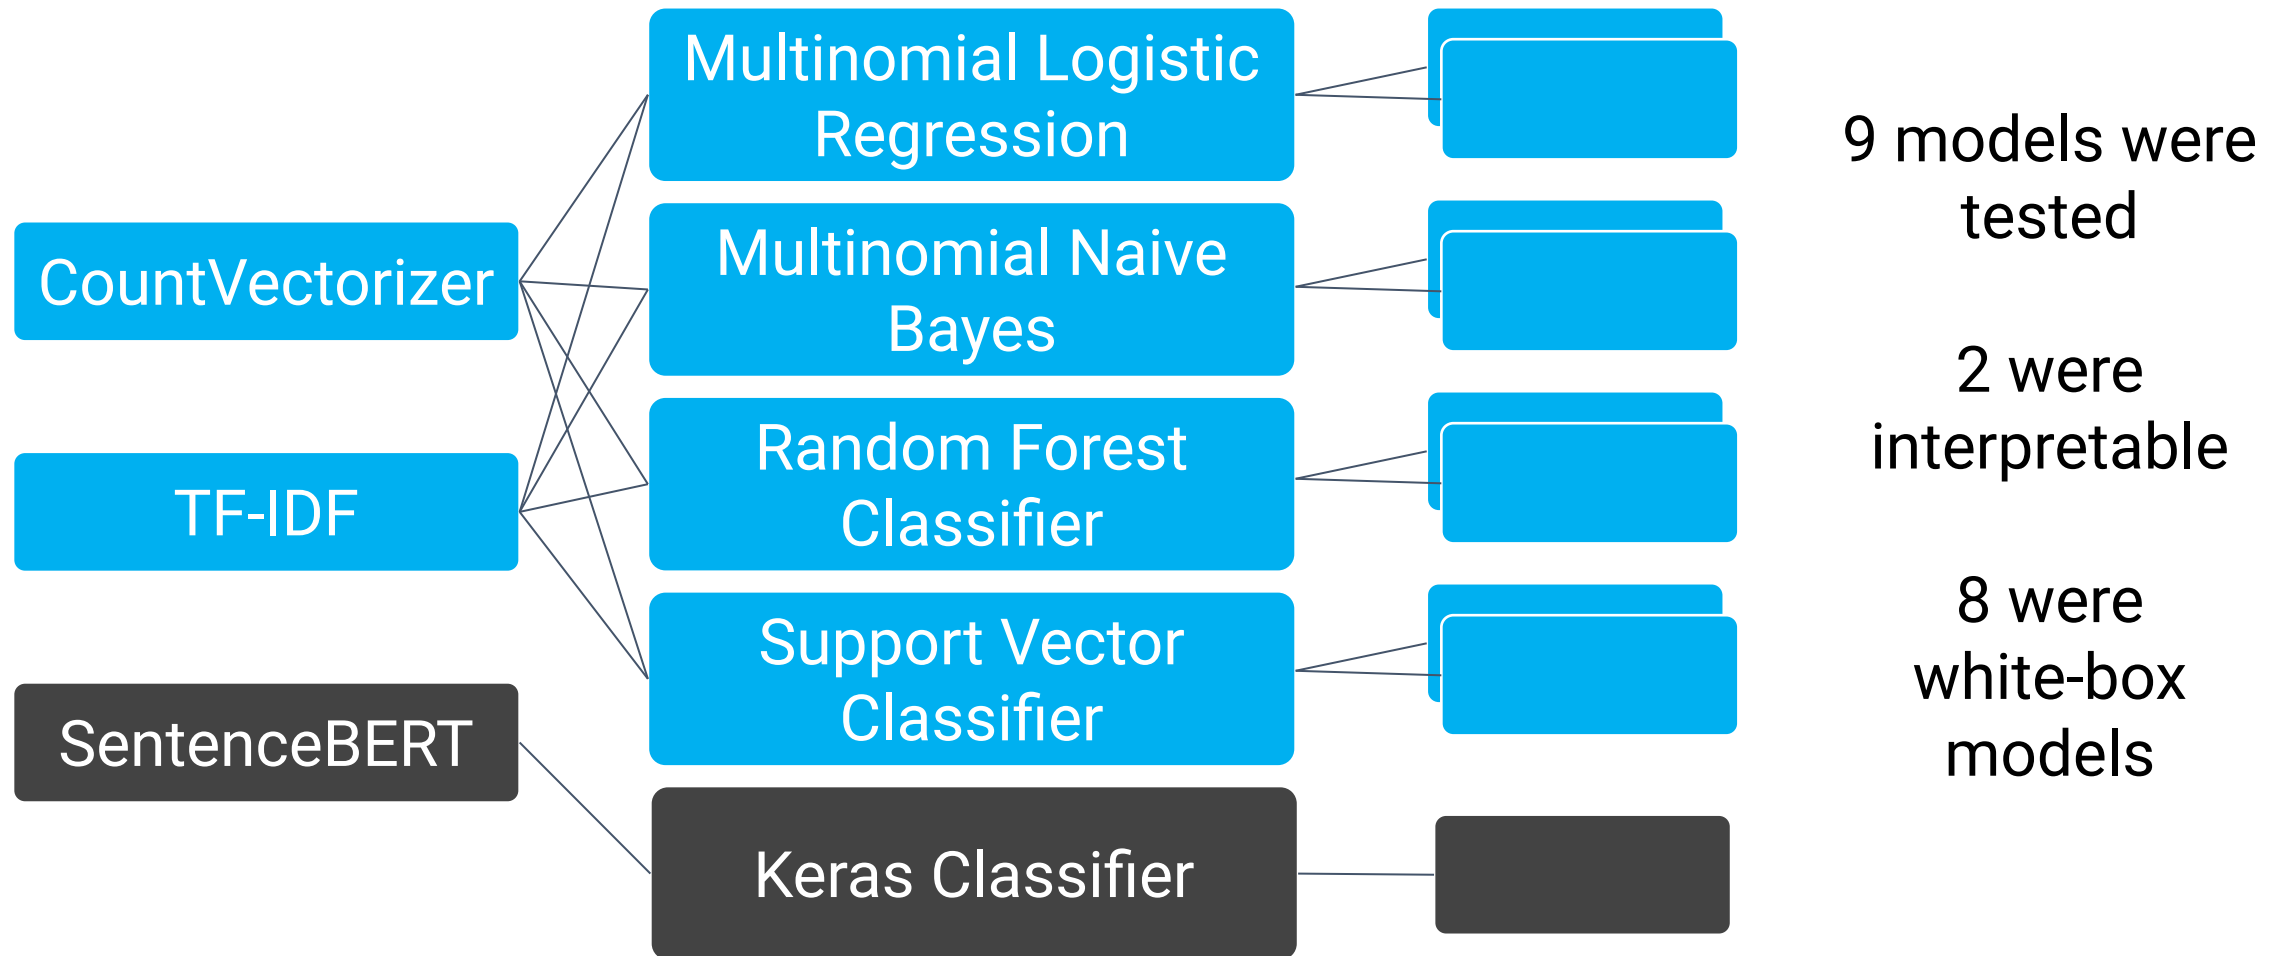 CountVectorizer
TF-IDF
SentenceBERT
Multinomial Logistic
Regression
Multinomial Naive
Bayes
Random Forest
Classifier
Support Vector
Classifier
Keras Classifier
9 models were
tested
2 were
interpretable
8 were
white-box
models